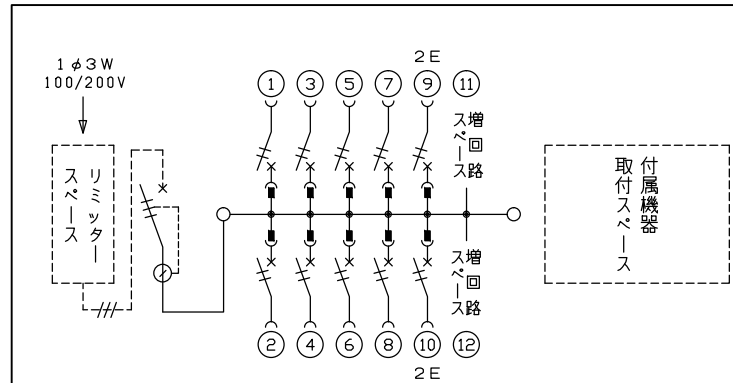 1φ3W
100/200V
リミッター
スペース
2E
1 3 5 7 9 11
増回路
スペース
付属機器
取付スペース
増回路
スペース
2 4 6 8 10 12
2E